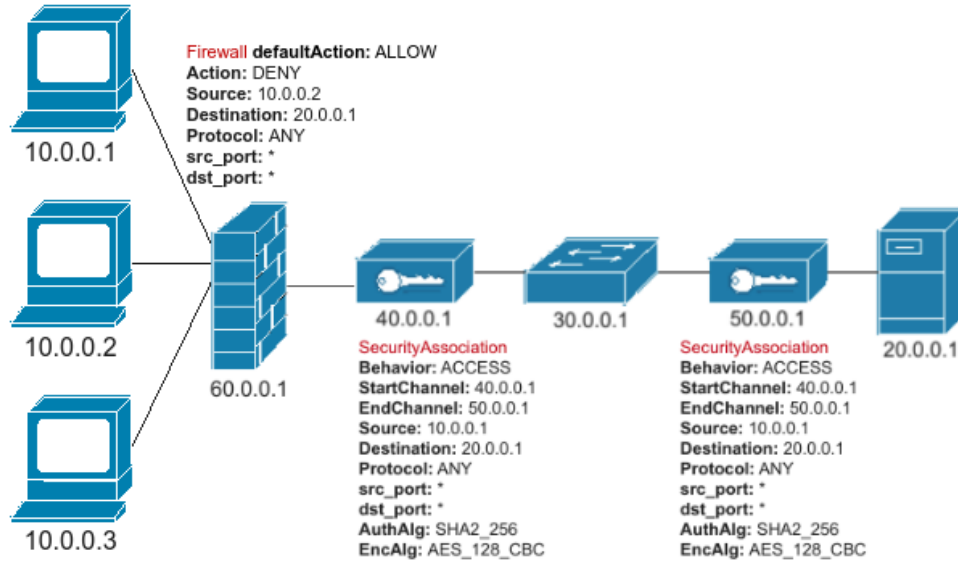 Firewall defaultAction: ALLOW
Action: DENY
Source: 10.0.0.2
Destination: 20.0.0.1
Protocol: ANY
src_port: *
dst_port: *
10.0.0.1
10.0.0.2
10.0.0.3
60.0.0.1
40.0.0.1
SecurityAssociation
Behavior: ACCESS
StartChannel: 40.0.0.1
EndChannel: 50.0.0.1
Source: 10.0.0.1
Destination: 20.0.0.1
Protocol: ANY
src_port: *
dst_port: *
AuthAlg: SHA2_256
EncAlg: AES_128_CBC
30.0.0.1
50.0.0.1
SecurityAssociation
Behavior: ACCESS
StartChannel: 40.0.0.1
EndChannel: 50.0.0.1
Source: 10.0.0.1
Destination: 20.0.0.1
Protocol: ANY
src_port: *
dst_port: *
AuthAlg: SHA2_256
EncAlg: AES_128_CBC
20.0.0.1